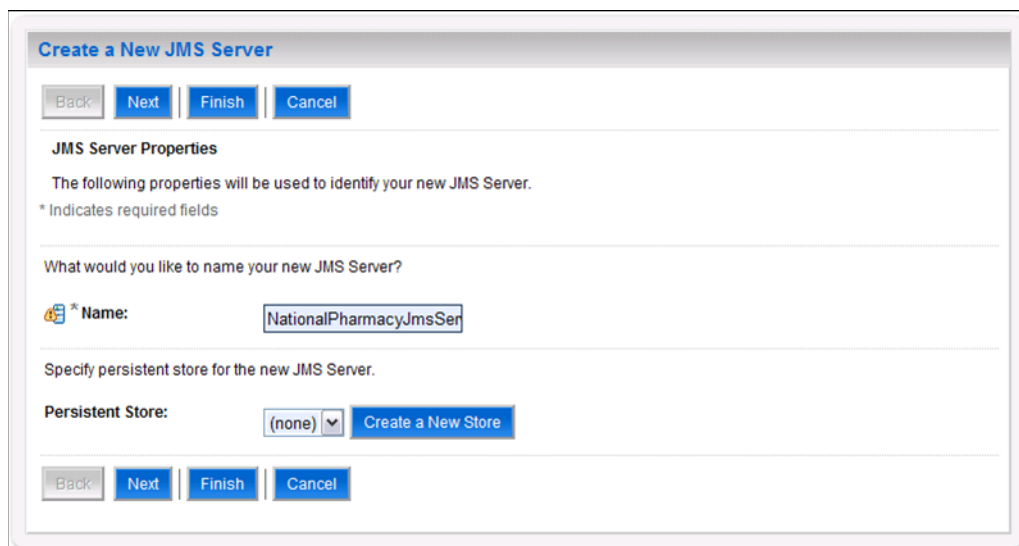 Create a New JMS Server
Back Next Finish Cancel
JMS Server Properties
The following properties will be used to identify your new JMS Server.
* Indicates required fields
What would you like to name your new JMS Server?
* Name: NationalPharmacyJmsSer
Specify persistent store for the new JMS Server.
Persistent Store: (none) Create a New Store
Back Next Finish Cancel